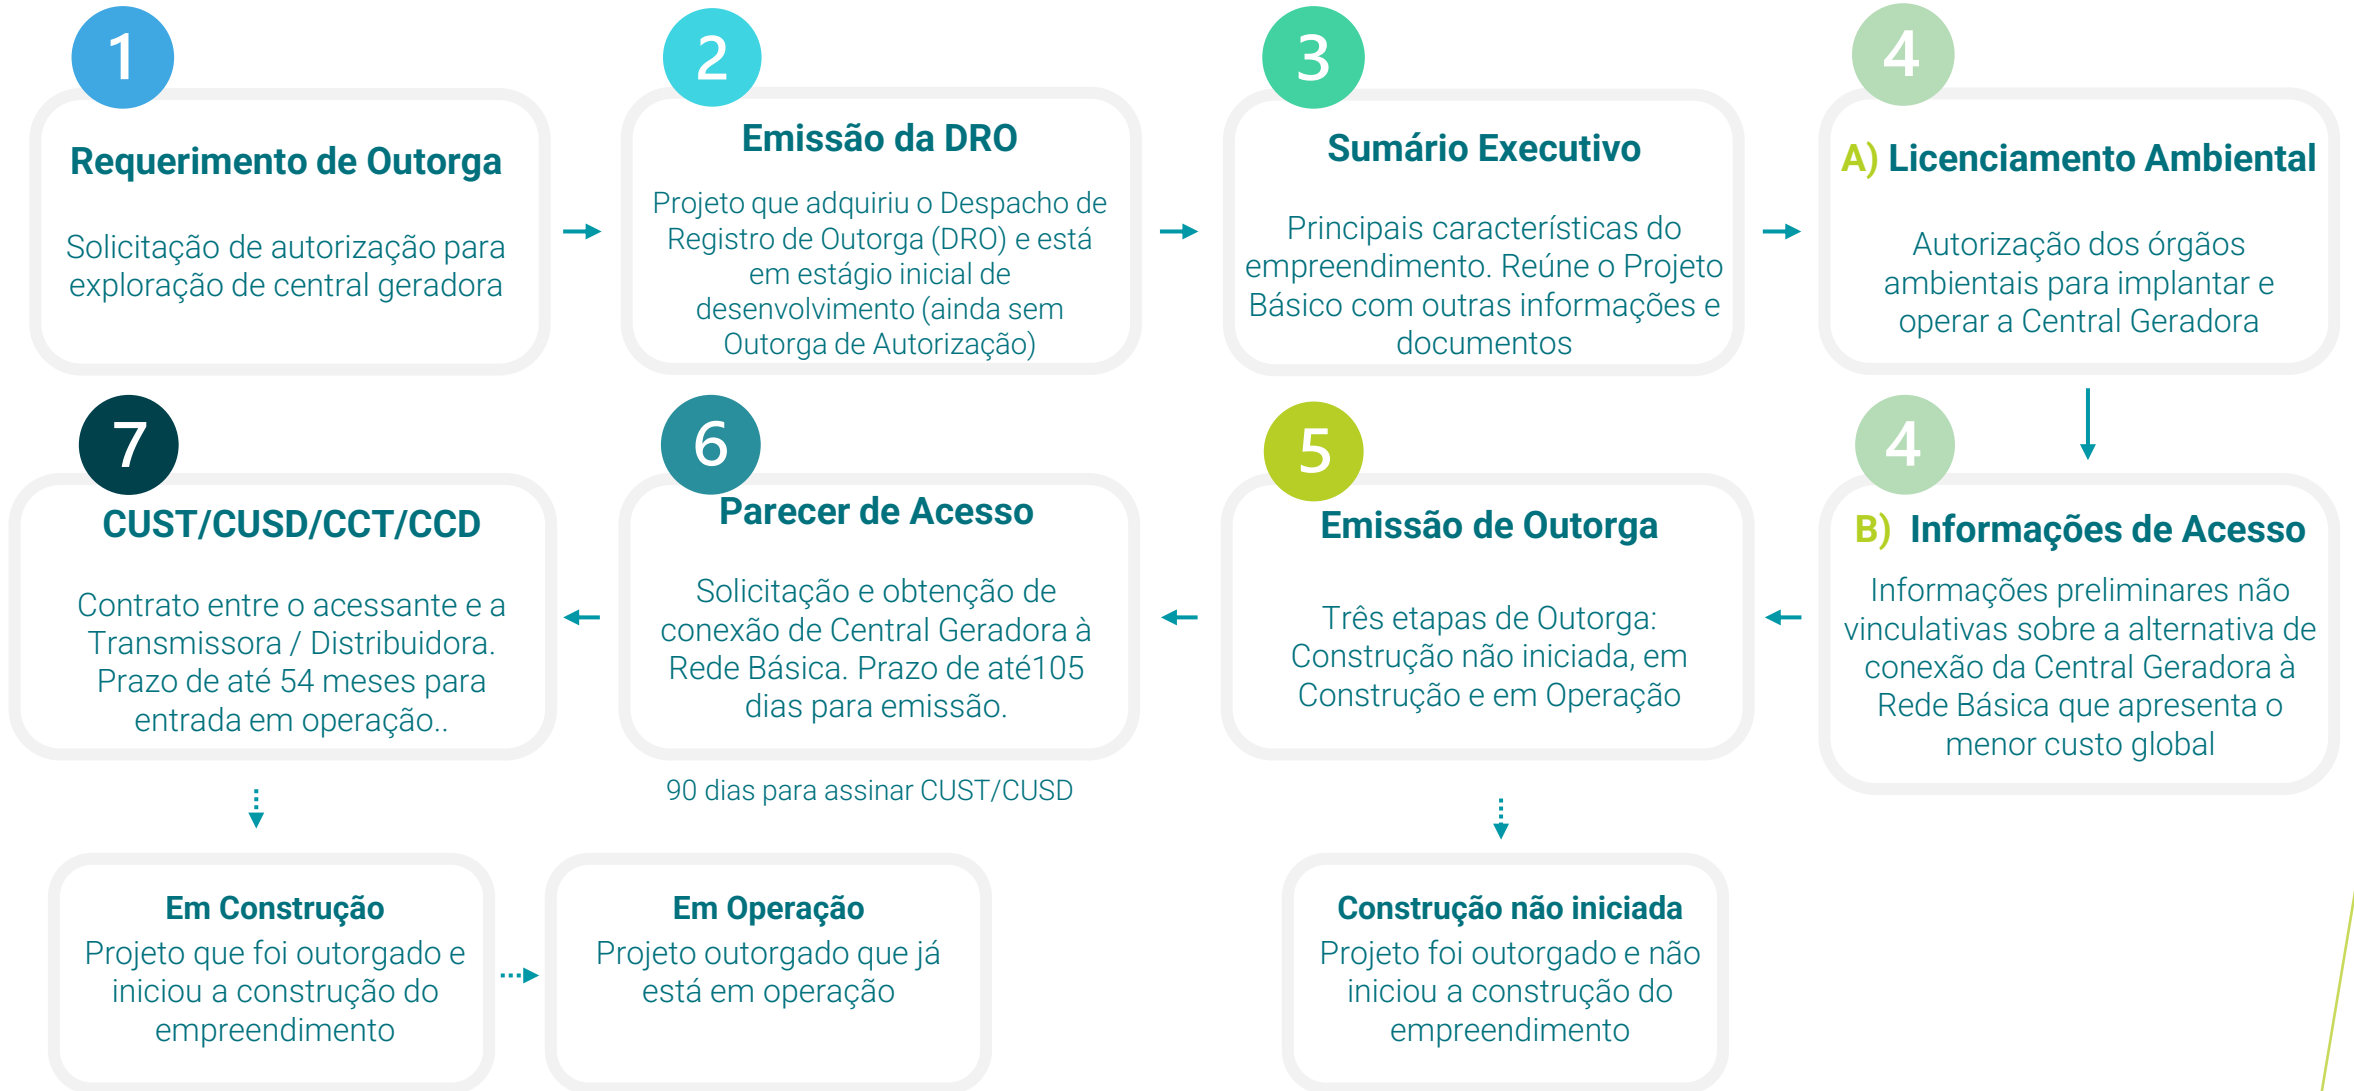 1
Requerimento de Outorga
Solicitação de autorização para
exploração de central geradora
2
Emissão da DRO
Projeto que adquiriu o Despacho de
Registro de Outorga (DRO) e está
em estágio inicial de
desenvolvimento (ainda sem
Outorga de Autorização)
3
Sumário Executivo
Principais características do
empreendimento. Reúne o Projeto
Básico com outras informações e
documentos
4
A) Licenciamento Ambiental
Autorização dos órgãos
ambientais para implantar e
operar a Central Geradora
4
B) Informações de Acesso
Informações preliminares não
vinculativas sobre a alternativa de
conexão da Central Geradora à
Rede Básica que apresenta o
menor custo global
5
Emissão de Outorga
Três etapas de Outorga:
Construção não iniciada, em
Construção e em Operação
6
Parecer de Acesso
Solicitação e obtenção de
conexão de Central Geradora à
Rede Básica. Prazo de até105
dias para emissão.
90 dias para assinar CUST/CUSD
7
CUST/CUSD/CCT/CCD
Contrato entre o acessante e a
Transmissora / Distribuidora.
Prazo de até 54 meses para
entrada em operação..
Em Construção
Projeto que foi outorgado e
iniciou a construção do
empreendimento
Em Operação
Projeto outorgado que já
está em operação
Construção não iniciada
Projeto foi outorgado e não
iniciou a construção do
empreendimento